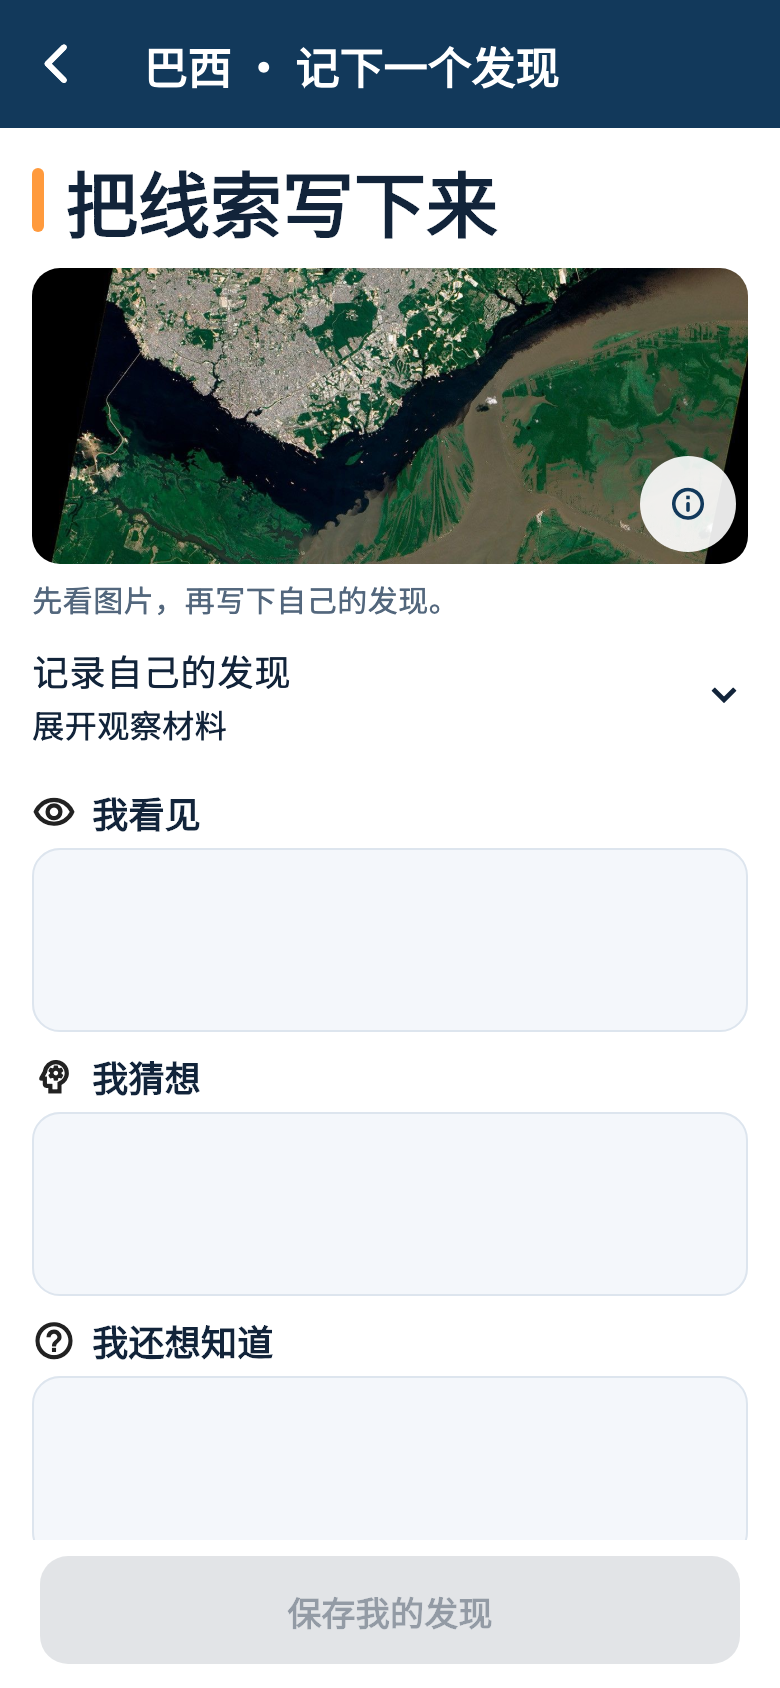 巴西 · 记下一个发现
把线索写下来
先看图片，再写下自己的发现。
记录自己的发现
展开观察材料
我看见
我猜想
我还想知道
保存我的发现